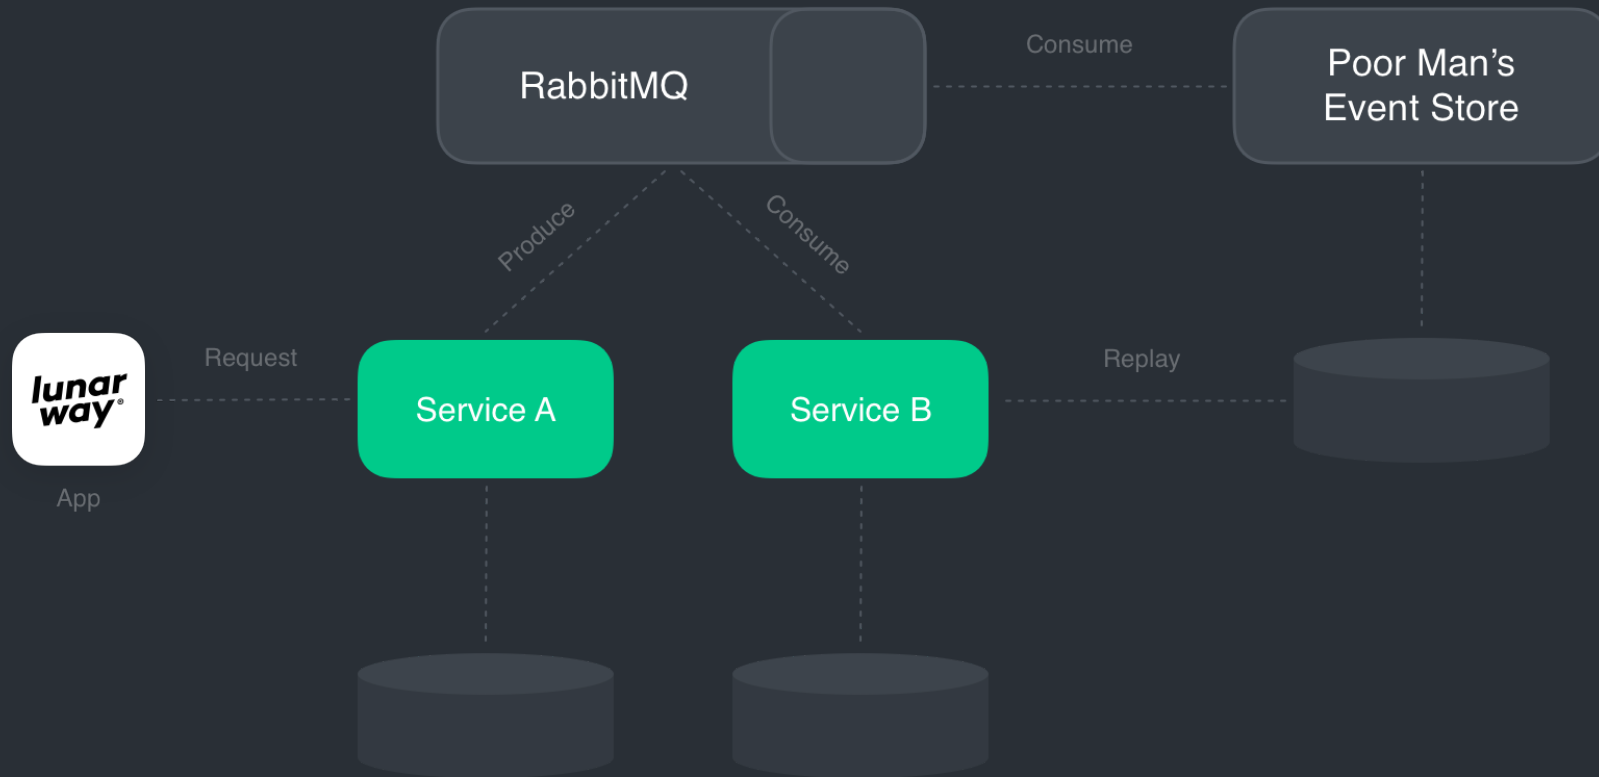 RabbitMQ
Consume
Poor Man’s
Event Store
Produce
Consume
lunar
way®
App
Request
Service A
Service B
Replay